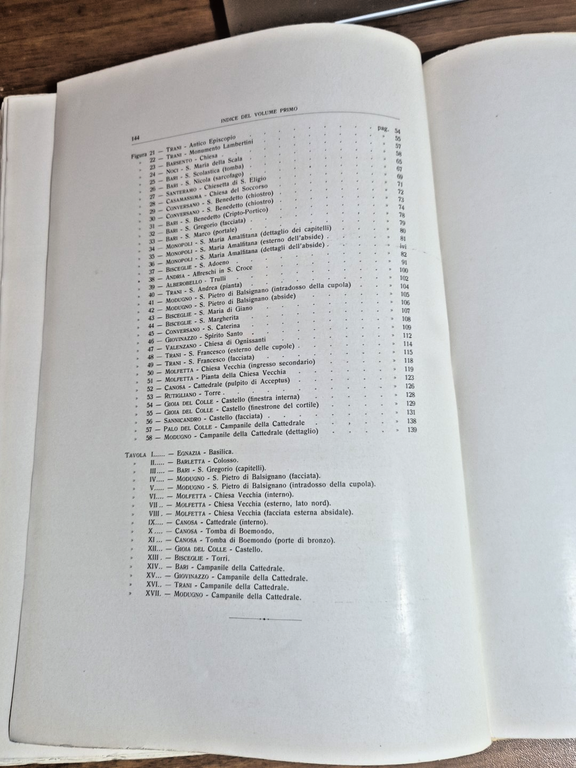 144 INDICE DEL VOLUME PRIMO
Figura 21 — TRANI - Antico Episcopio . . . . . . pag. 54
» 22 — TRANI - Monumento Lambertini . . . . . . » 55
» 23 — BARSENTO - Chiesa . . . . . . » 57
» 24 — NOCI - S. Maria della Scala . . . . . . » 58
» 25 — BARI - S. Scolastica (tomba) . . . . . . » 65
» 26 — BARI - S. Nicola (sarcofago) . . . . . . » 67
» 27 — SANTERAMO - Chiesetta di S. Eligio . . . . . . » 69
» 28 — CASAMASSIMA - Chiesa del Soccorso . . . . . . » 71
» 29 — CONVERSANO - S. Benedetto (chiostro) . . . . . . » 72
» 30 — CONVERSANO - S. Benedetto (chiostro) . . . . . . » 73
» 31 — CONVERSANO - S. Benedetto (Cripto-Portico) . . . . . . » 74
» 32 — BARI - S. Gregorio (facciata) . . . . . . » 78
» 33 — BARI - S. Marco (portale) . . . . . . » 79
» 34 — MONOPOLI - S. Maria Amalfitana (dettaglio dei capitelli) . . . . » 80
» 35 — MONOPOLI - S. Maria Amalfitana (esterno dell'abside) . . . . » 81
» 36 — MONOPOLI - S. Maria Amalfitana (dettagli dell'abside) . . . . » ivi
» 37 — BISCEGLIE - S. Adoeno . . . . . . » 82
» 38 — ANDRIA - Affreschi in S. Croce . . . . . . » 91
» 39 — ALBEROBELLO - Trulli . . . . . . » 100
» 40 — TRANI - S. Andrea (pianta) . . . . . . » 102
» 41 — MODUGNO - S. Pietro di Balsignano (intradosso della cupola) . . . » 104
» 42 — MODUGNO - S. Pietro di Balsignano (abside) . . . . . . » 105
» 43 — BISCEGLIE - S. Maria di Giano . . . . . . » 106
» 44 — BISCEGLIE - S. Margherita . . . . . . » 107
» 45 — CONVERSANO - S. Caterina . . . . . . » 108
» 46 — GIOVINAZZO - Spirito Santo . . . . . . » 109
» 47 — VALENZANO - Chiesa di Ognissanti . . . . . . » 112
» 48 — TRANI - S. Francesco (esterno delle cupole) . . . . . . » 114
» 49 — TRANI - S. Francesco (facciata) . . . . . . » 115
» 50 — MOLFETTA - Chiesa Vecchia (ingresso secondario) . . . . . » 118
» 51 — MOLFETTA - Pianta della Chiesa Vecchia . . . . . . » 119
» 52 — CANOSA - Cattedrale (pulpito di Acceptus) . . . . . . » 123
» 53 — RUTIGLIANO - Torre . . . . . . » 126
» 54 — GIOIA DEL COLLE - Castello (finestra interna) . . . . . » 128
» 55 — GIOIA DEL COLLE - Castello (finestrone del cortile) . . . . » 129
» 56 — SANNICANDRO - Castello (facciata) . . . . . . » 131
» 57 — PALO DEL COLLE - Campanile della Cattedrale . . . . . » 138
» 58 — MODUGNO - Campanile della Cattedrale (dettaglio) . . . . » 139
TAVOLA I..... — EGNAZIA - Basilica.
» II.... — BARLETTA - Colosso.
» III.... — BARI - S. Gregorio (capitelli).
» IV.... — MODUGNO - S. Pietro di Balsignano (facciata).
» V..... — MODUGNO - S. Pietro di Balsignano (intradosso della cupola).
» VI.... — MOLFETTA - Chiesa Vecchia (interno).
» VII .. — MOLFETTA - Chiesa Vecchia (esterno, lato nord).
» VIII. — MOLFETTA - Chiesa Vecchia (facciata esterna absidale).
» IX.... — CANOSA - Cattedrale (interno).
» X..... — CANOSA - Tomba di Boemondo.
» XI.... — CANOSA - Tomba di Boemondo (porte di bronzo).
» XII... — GIOIA DEL COLLE - Castello.
» XIII . — BISCEGLIE - Torri.
» XIV.. — BARI - Campanile della Cattedrale.
» XV... — GIOVINAZZO - Campanile della Cattedrale.
» XVI.. — TRANI - Campanile della Cattedrale.
» XVII. — MODUGNO - Campanile della Cattedrale.